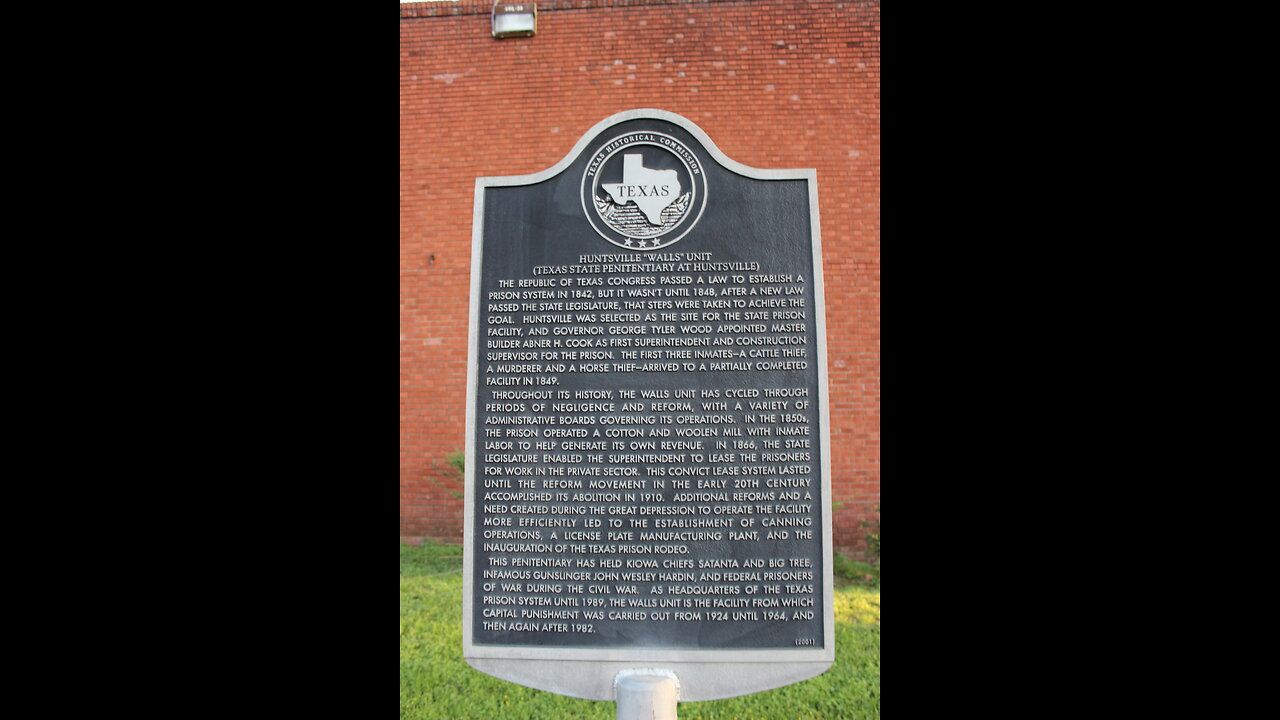 TEXAS HISTORICAL COMMISSION
TEXAS
HUNTSVILLE "WALLS" UNIT
(TEXAS STATE PENITENTIARY AT HUNTSVILLE)
THE REPUBLIC OF TEXAS CONGRESS PASSED A LAW TO ESTABLISH A
PRISON SYSTEM IN 1842, BUT IT WASN'T UNTIL 1848, AFTER A NEW LAW
PASSED THE STATE LEGISLATURE, THAT STEPS WERE TAKEN TO ACHIEVE THE
GOAL. HUNTSVILLE WAS SELECTED AS THE SITE FOR THE STATE PRISON
FACILITY, AND GOVERNOR GEORGE TYLER WOOD APPOINTED MASTER
BUILDER ABNER H. COOK AS FIRST SUPERINTENDENT AND CONSTRUCTION
SUPERVISOR FOR THE PRISON. THE FIRST THREE INMATES—A CATTLE THIEF,
A MURDERER AND A HORSE THIEF—ARRIVED TO A PARTIALLY COMPLETED
FACILITY IN 1849.
THROUGHOUT ITS HISTORY, THE WALLS UNIT HAS CYCLED THROUGH
PERIODS OF NEGLIGENCE AND REFORM, WITH A VARIETY OF
ADMINISTRATIVE BOARDS GOVERNING ITS OPERATIONS. IN THE 1850s,
THE PRISON OPERATED A COTTON AND WOOLEN MILL WITH INMATE
LABOR TO HELP GENERATE ITS OWN REVENUE. IN 1866, THE STATE
LEGISLATURE ENABLED THE SUPERINTENDENT TO LEASE THE PRISONERS
FOR WORK IN THE PRIVATE SECTOR. THIS CONVICT LEASE SYSTEM LASTED
UNTIL THE REFORM MOVEMENT IN THE EARLY 20TH CENTURY
ACCOMPLISHED ITS ABOLITION IN 1910. ADDITIONAL REFORMS AND A
NEED CREATED DURING THE GREAT DEPRESSION TO OPERATE THE FACILITY
MORE EFFICIENTLY LED TO THE ESTABLISHMENT OF CANNING
OPERATIONS, A LICENSE PLATE MANUFACTURING PLANT, AND THE
INAUGURATION OF THE TEXAS PRISON RODEO.
THIS PENITENTIARY HAS HELD KIOWA CHIEFS SATANTA AND BIG TREE,
INFAMOUS GUNSLINGER JOHN WESLEY HARDIN, AND FEDERAL PRISONERS
OF WAR DURING THE CIVIL WAR. AS HEADQUARTERS OF THE TEXAS
PRISON SYSTEM UNTIL 1989, THE WALLS UNIT IS THE FACILITY FROM WHICH
CAPITAL PUNISHMENT WAS CARRIED OUT FROM 1924 UNTIL 1964, AND
THEN AGAIN AFTER 1982.
(2001)